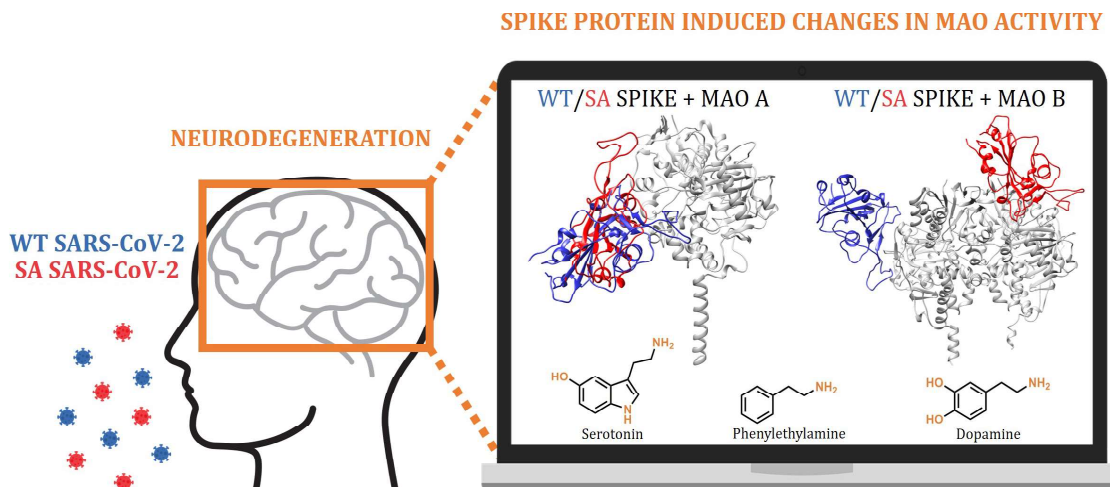 SPIKE PROTEIN INDUCED CHANGES IN MAO ACTIVITY
NEURODEGENERATION
WT SARS-CoV-2
SA SARS-CoV-2
WT/SA SPIKE + MAO A
WT/SA SPIKE + MAO B
HO
NH₂
N
H
Serotonin
NH₂
Phenylethylamine
HO
HO
NH₂
Dopamine